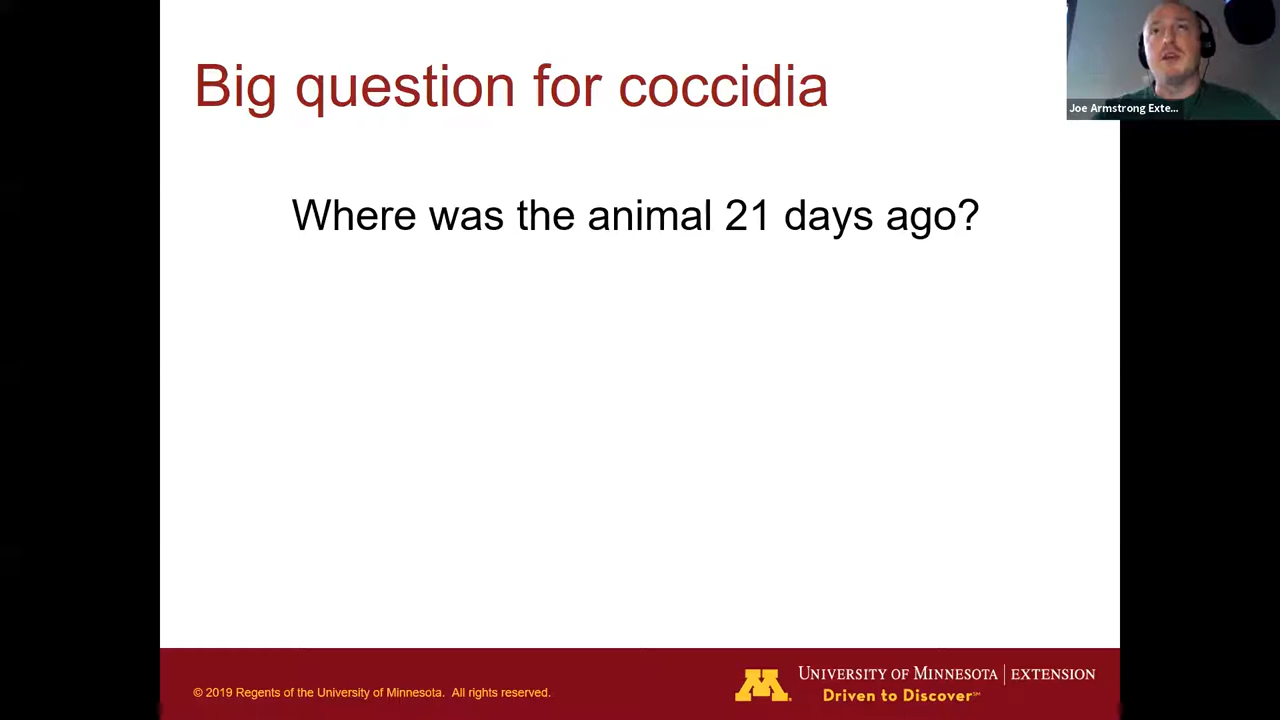 Big question for coccidia
Joe Armstrong Exte...
Where was the animal 21 days ago?
© 2019 Regents of the University of Minnesota. All rights reserved.
UNIVERSITY OF MINNESOTA | EXTENSION
Driven to Discover℠